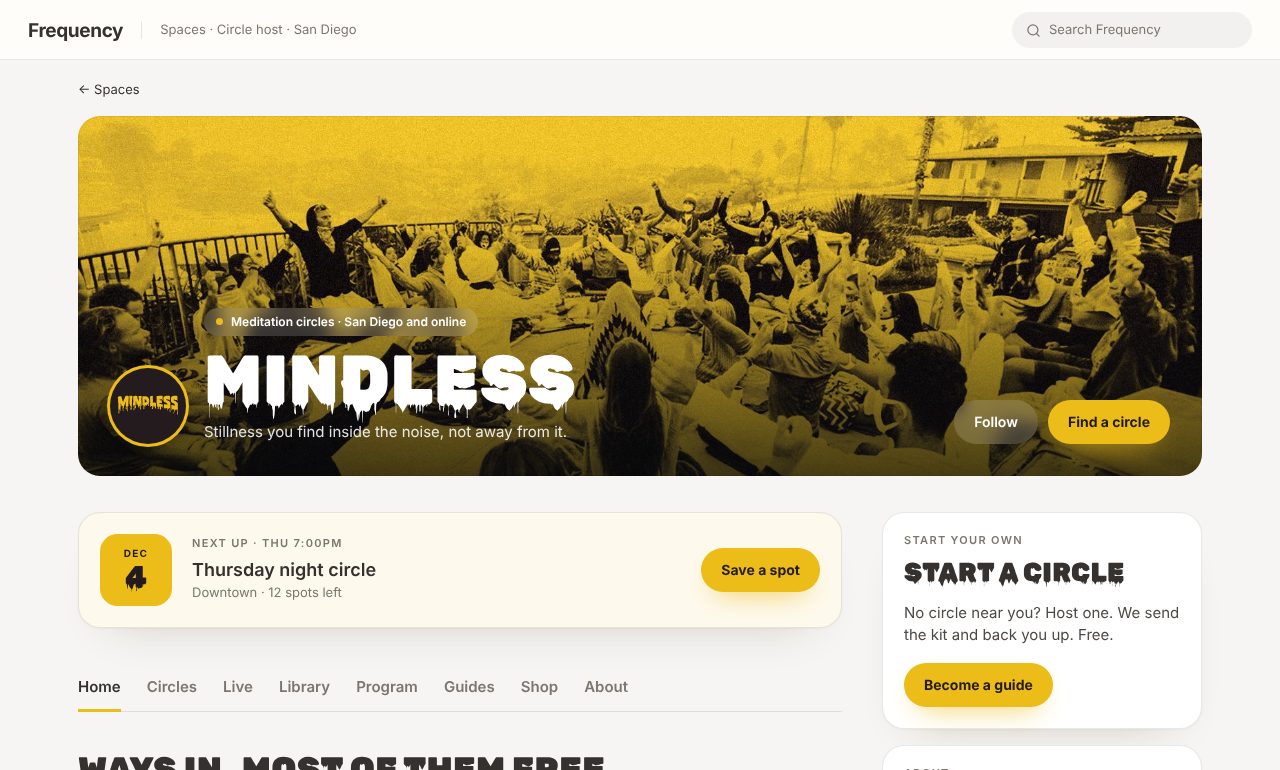 Frequency
Spaces · Circle host · San Diego
Search Frequency
← Spaces
Meditation circles · San Diego and online
MINDLESS
MINDLESS
Stillness you find inside the noise, not away from it.
Follow
Find a circle
DEC
4
NEXT UP · THU 7:00PM
Thursday night circle
Downtown · 12 spots left
Save a spot
Home
Circles
Live
Library
Program
Guides
Shop
About
WAYS IN. MOST OF THEM FREE
START YOUR OWN
START A CIRCLE
No circle near you? Host one. We send
the kit and back you up. Free.
Become a guide